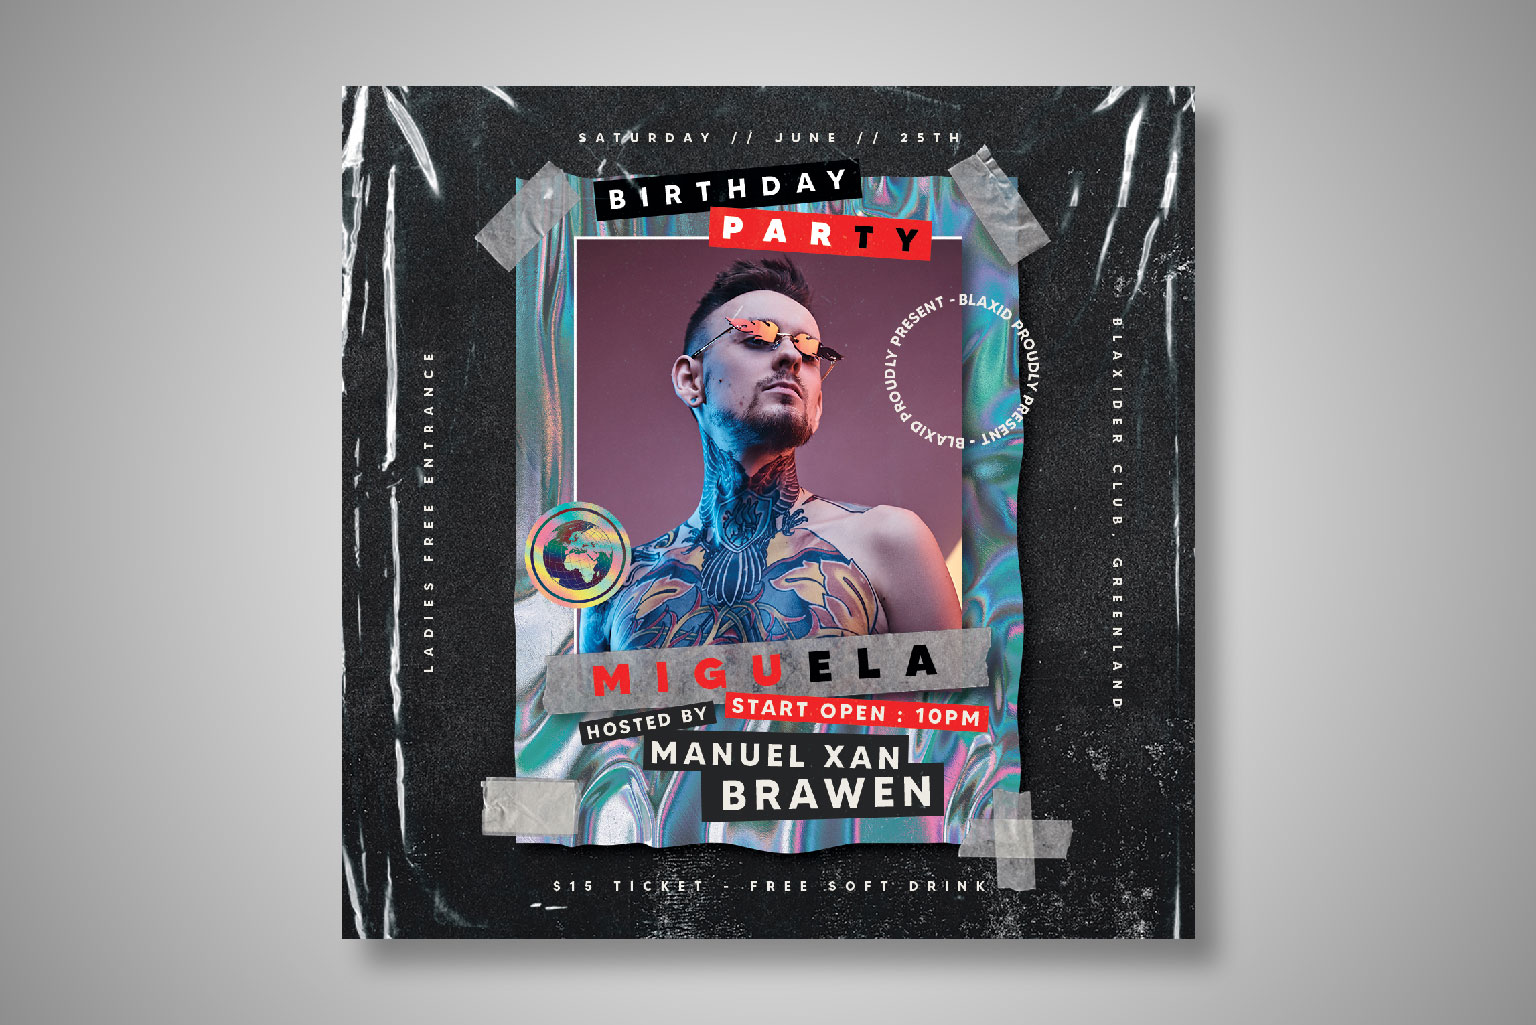 SATURDAY // JUNE // 25TH
BIRTHDAY
PARTY
BLAXID PROUDLY PRESENT - BLAXID PROUDLY PRESENT -
LADIES FREE ENTRANCE
BLAXIDER CLUB. GREENLAND
MIGUELA
HOSTED BY
START OPEN : 10PM
MANUEL XAN
BRAWEN
$15 TICKET - FREE SOFT DRINK